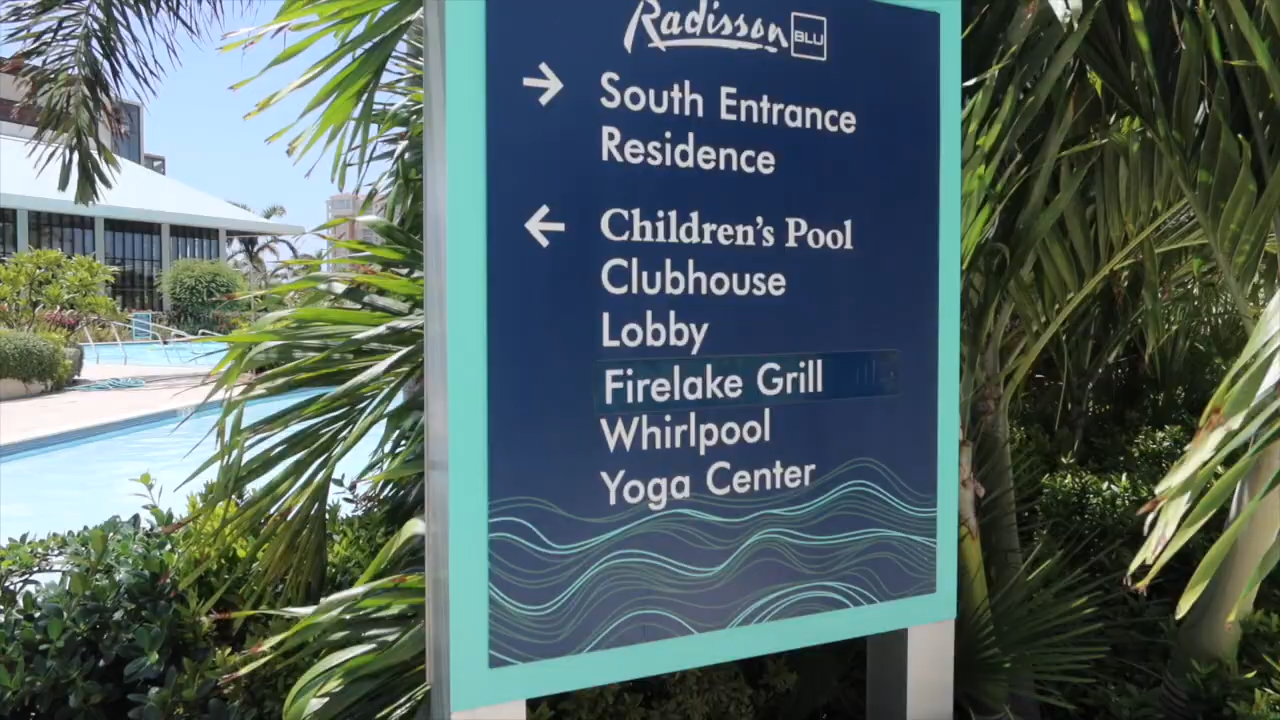 Radisson BLU
→ South Entrance
Residence
← Children's Pool
Clubhouse
Lobby
Firelake Grill
Whirlpool
Yoga Center